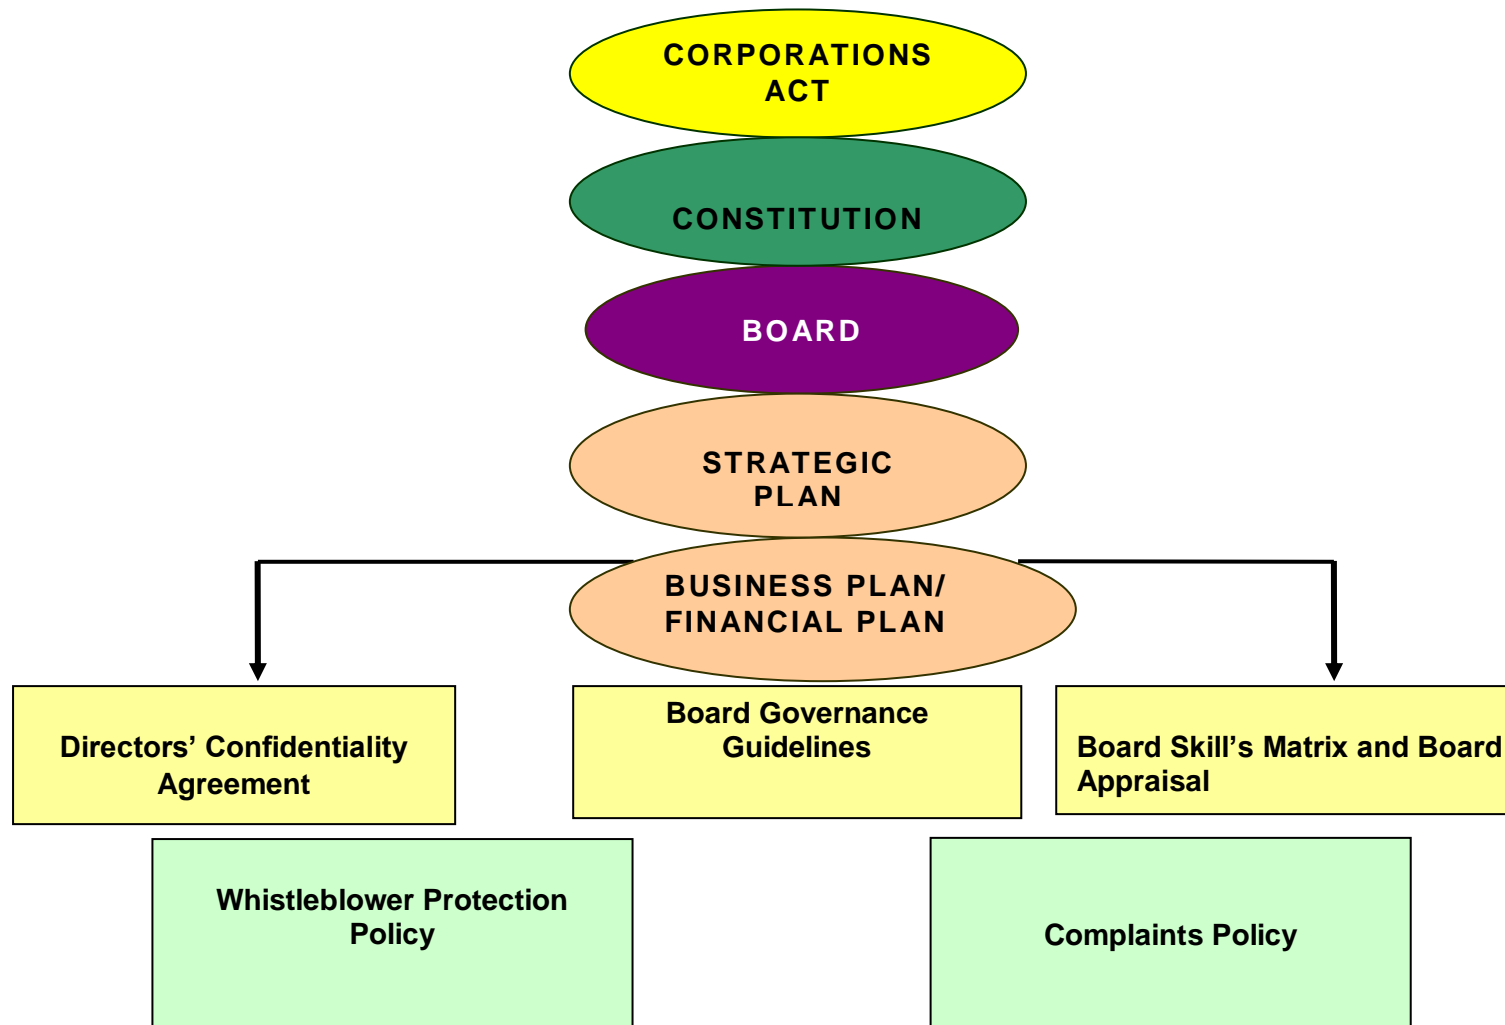 CORPORATIONS
ACT
CONSTITUTION
BOARD
STRATEGIC
PLAN
BUSINESS PLAN/
FINANCIAL PLAN
Directors’ Confidentiality
Agreement
Board Governance
Guidelines
Board Skill’s Matrix and Board
Appraisal
Whistleblower Protection
Policy
Complaints Policy